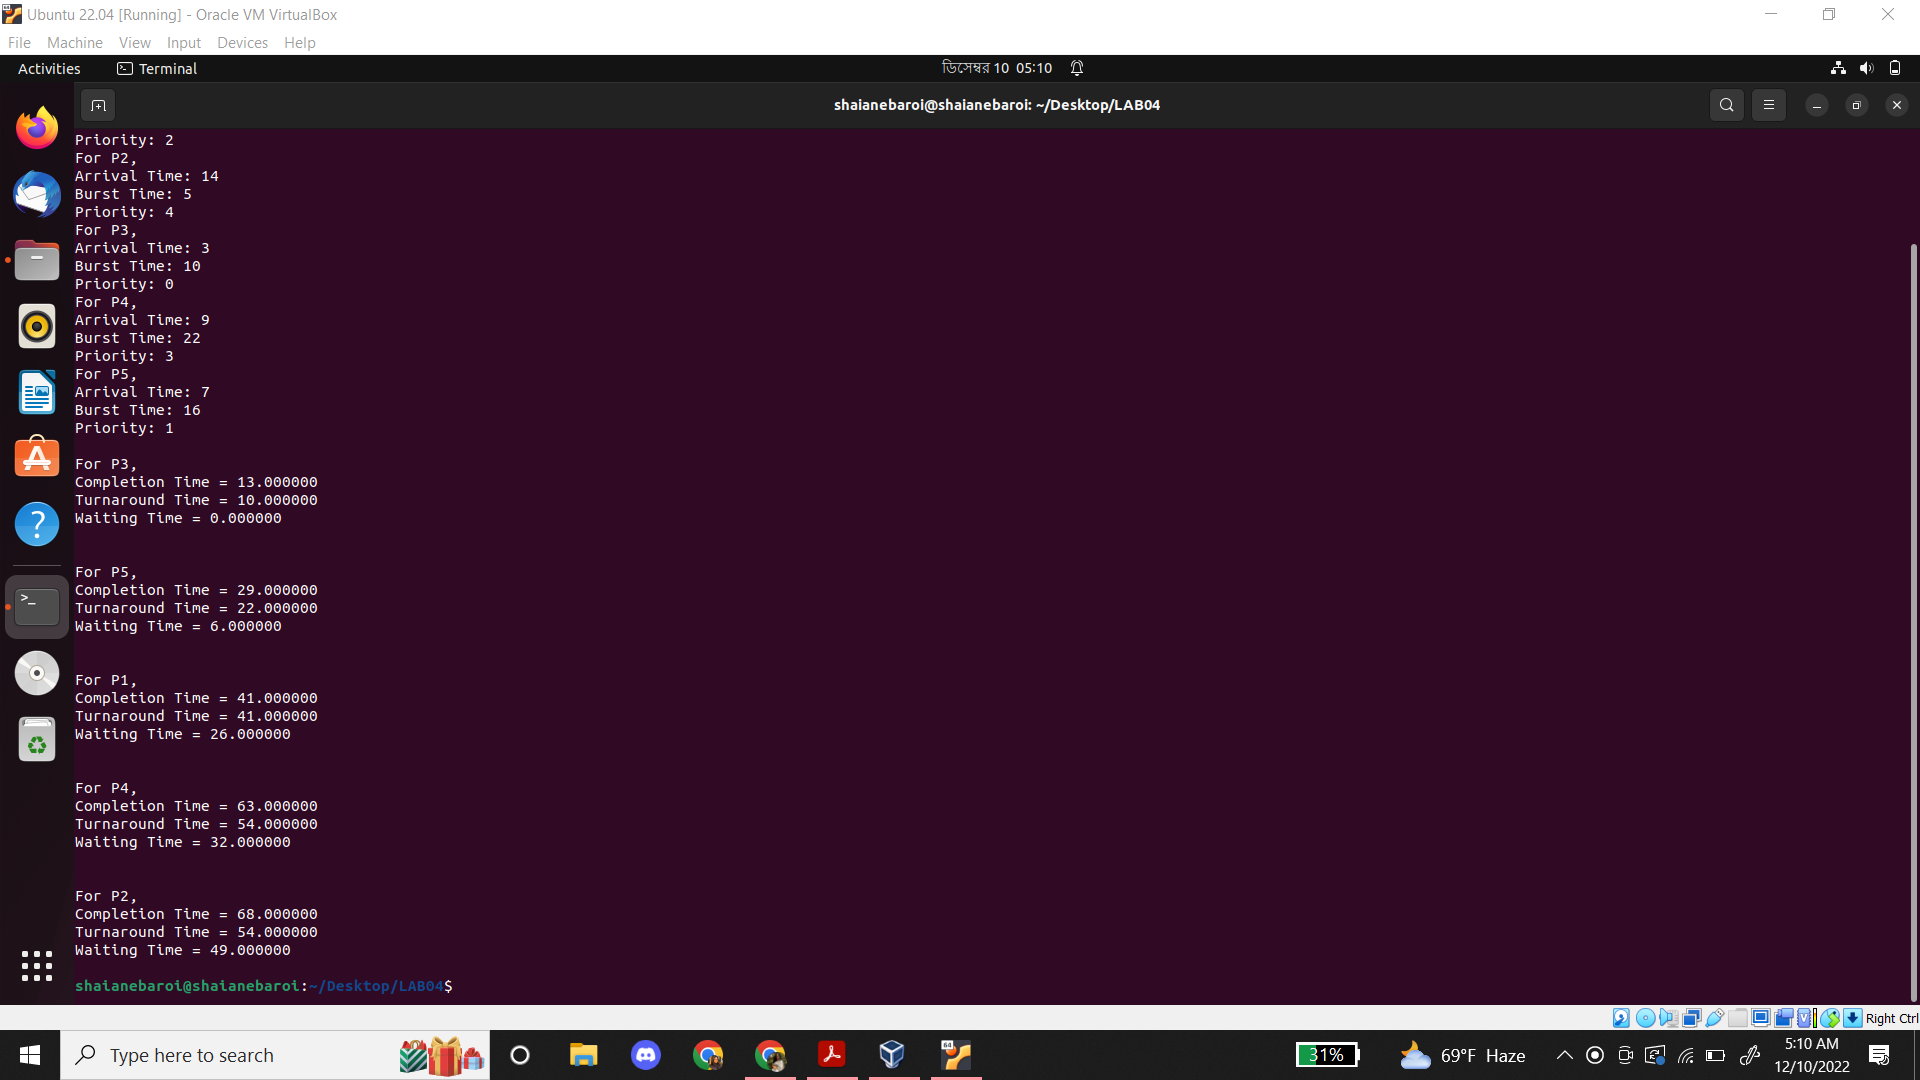 Ubuntu 22.04 [Running] - Oracle VM VirtualBox
File Machine View Input Devices Help
Activities Terminal ডিসেম্বর 10 05:10
shaianebaroi@shaianebaroi: ~/Desktop/LAB04
Priority: 2
For P2,
Arrival Time: 14
Burst Time: 5
Priority: 4
For P3,
Arrival Time: 3
Burst Time: 10
Priority: 0
For P4,
Arrival Time: 9
Burst Time: 22
Priority: 3
For P5,
Arrival Time: 7
Burst Time: 16
Priority: 1
For P3,
Completion Time = 13.000000
Turnaround Time = 10.000000
Waiting Time = 0.000000
For P5,
Completion Time = 29.000000
Turnaround Time = 22.000000
Waiting Time = 6.000000
For P1,
Completion Time = 41.000000
Turnaround Time = 41.000000
Waiting Time = 26.000000
For P4,
Completion Time = 63.000000
Turnaround Time = 54.000000
Waiting Time = 32.000000
For P2,
Completion Time = 68.000000
Turnaround Time = 54.000000
Waiting Time = 49.000000
shaianebaroi@shaianebaroi:~/Desktop/LAB04$
Right Ctrl
Type here to search
64
31%
69°F Haze
5:10 AM
12/10/2022